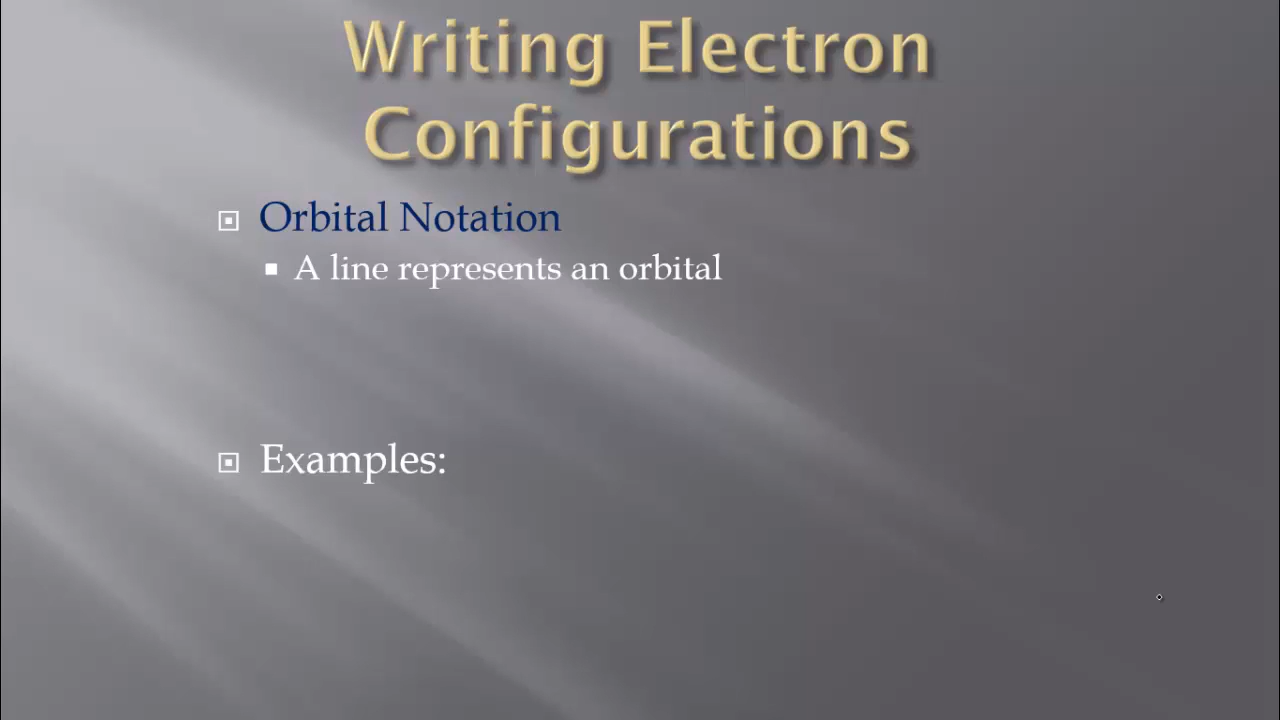 Writing Electron
Configurations
Orbital Notation
A line represents an orbital
Examples: